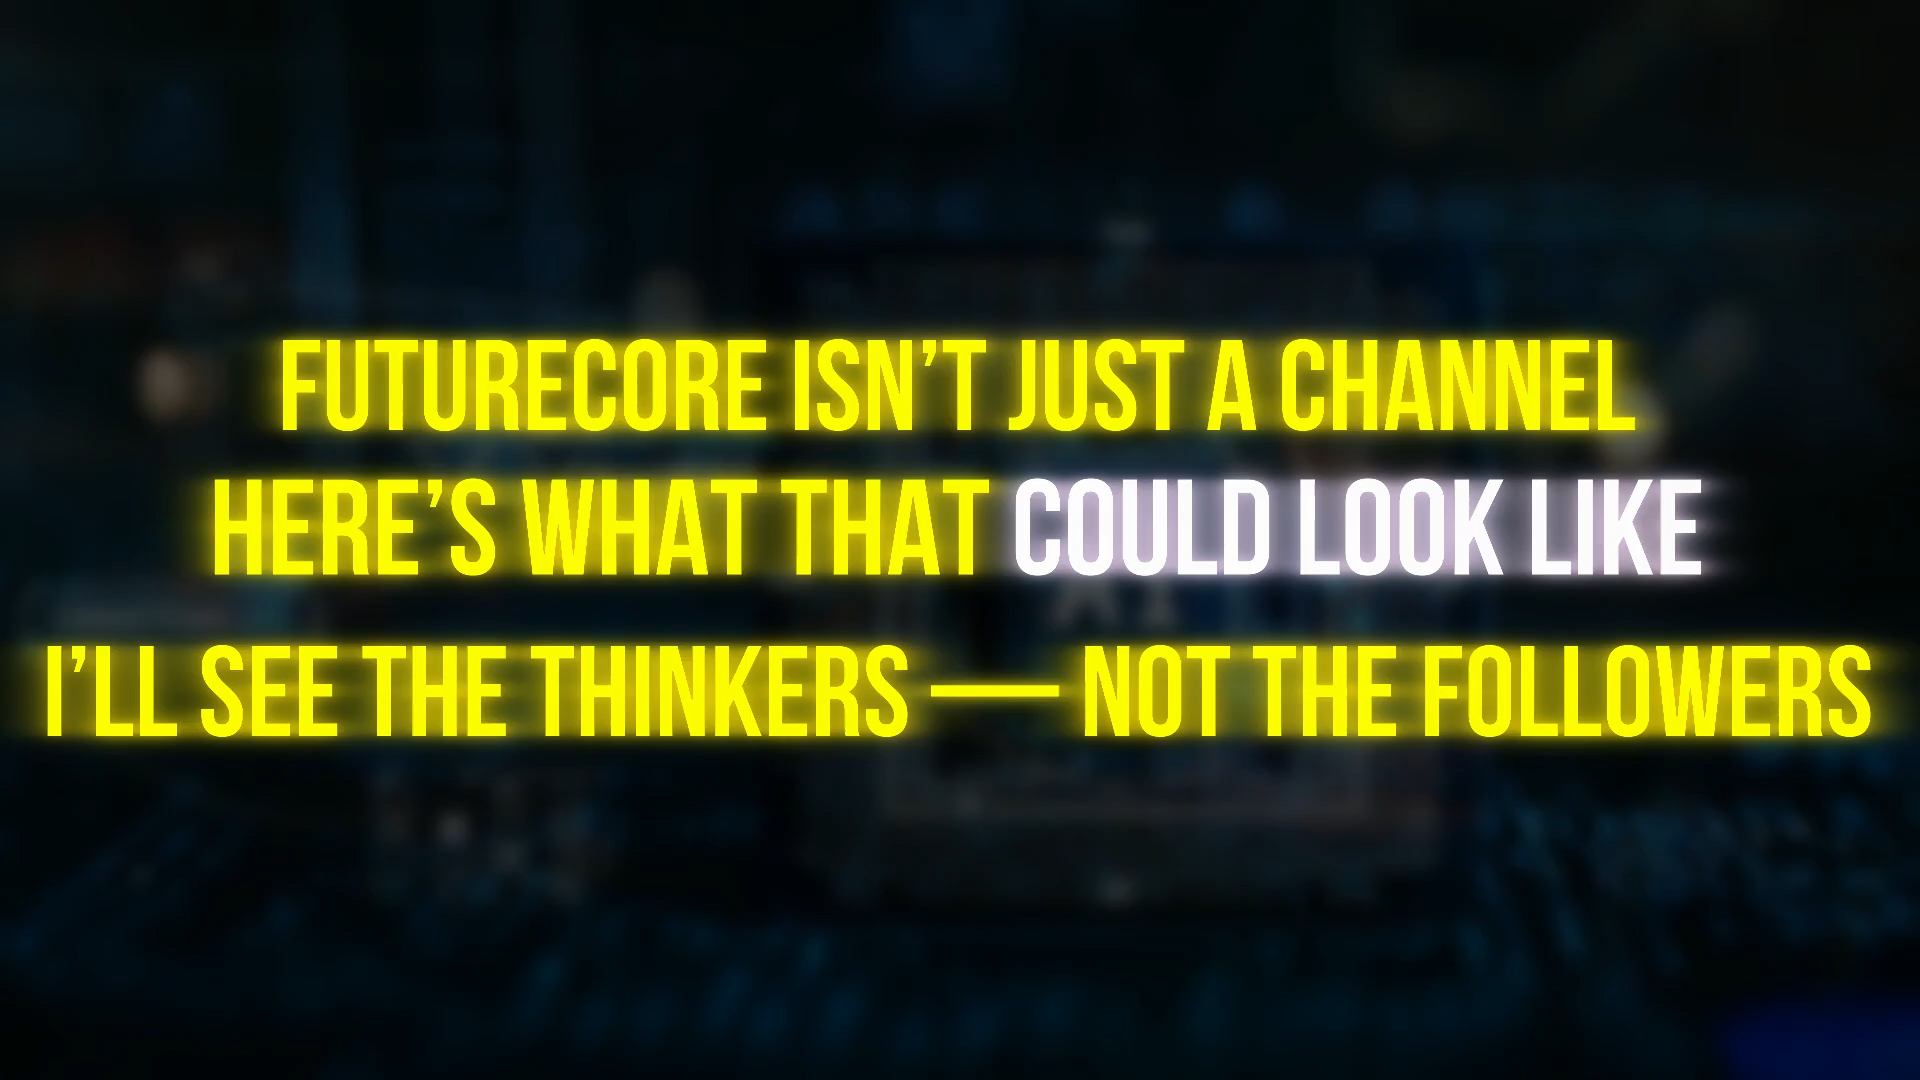 FUTURECORE ISN’T JUST A CHANNEL
HERE’S WHAT THAT COULD LOOK LIKE
I’LL SEE THE THINKERS — NOT THE FOLLOWERS